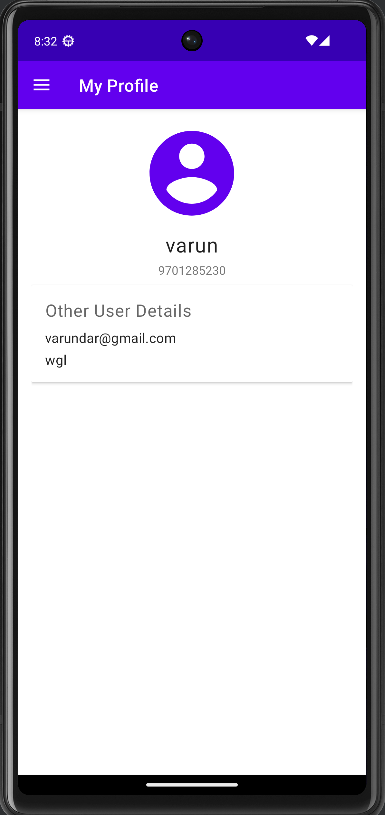 8:32
My Profile
varun
9701285230
Other User Details
varundar@gmail.com
wgl